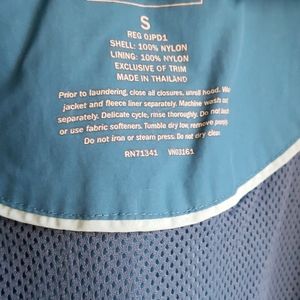 S
REG 0JPD1
SHELL: 100% NYLON
LINING: 100% NYLON
EXCLUSIVE OF TRIM
MADE IN THAILAND
Prior to laundering, close all closures, unroll hood. We
jacket and fleece liner separately. Machine wash cold
separately. Delicate cycle, rinse thoroughly. Do not
or use fabric softeners. Tumble dry low, remove promptly
Do not iron or steam press. Do not dry clean.
RN71341 VN03161